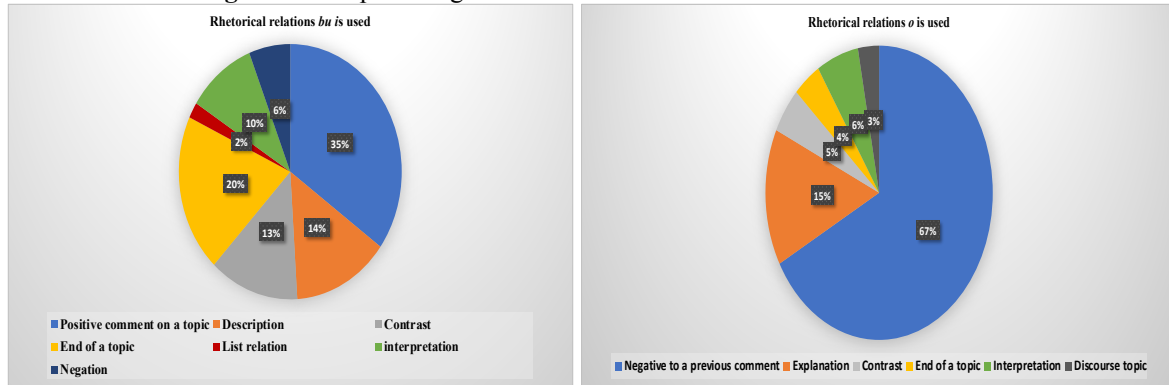 Rhetorical relations bu is used
6%
10%
2%
35%
20%
13%
14%
Positive comment on a topic Description Contrast
End of a topic List relation interpretation
Negation
Rhetorical relations o is used
3%
6%
4%
5%
15%
67%
Negative to a previous comment Explanation Contrast End of a topic Interpretation Discourse topic